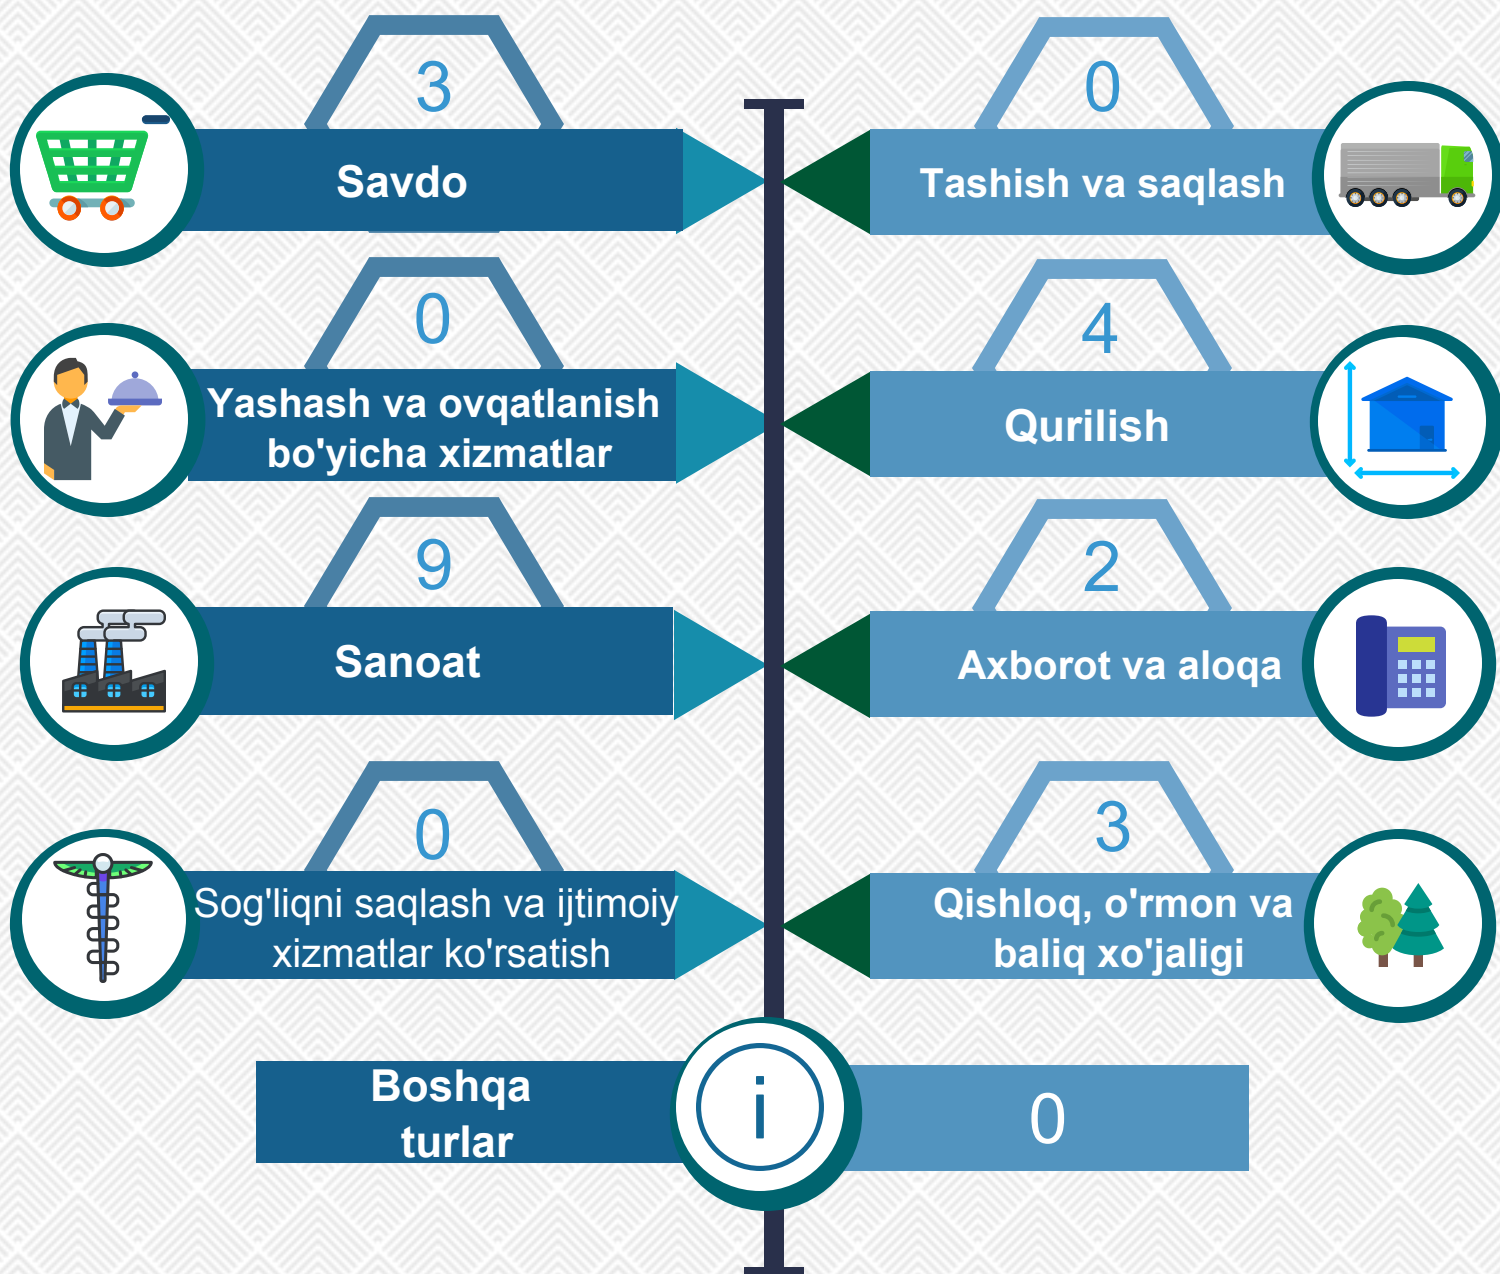 3
Savdo
0
Tashish va saqlash
0
Yashash va ovqatlanish
bo'yicha xizmatlar
4
Qurilish
9
Sanoat
2
Axborot va aloqa
0
Sog'liqni saqlash va ijtimoiy
xizmatlar ko'rsatish
3
Qishloq, o'rmon va
baliq xo'jaligi
Boshqa
turlar
i
0